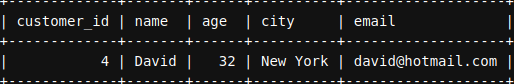 | customer_id | name  | age  | city     | email             |
|           4 | David |   32 | New York | david@hotmail.com |